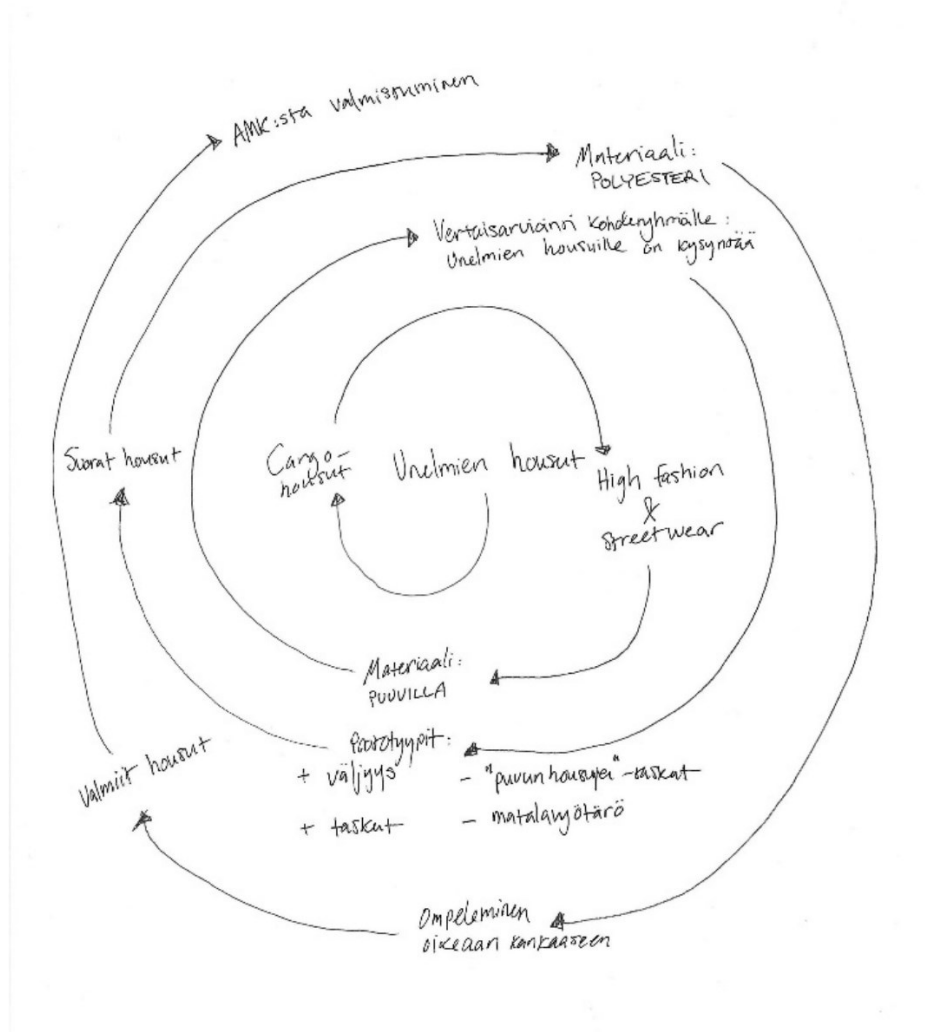 AMK:sta valmistuminen
Materiaali:
POLYESTERI
Vertaisarviointi kohderyhmälle:
Unelmien housuille on kysyntää
Suorat housut
Cargo-
housut
Unelmien housut
High fashion
&
streetwear
Materiaali:
PUUVILLA
Prototyypit:
+ väljyys - "puvunhousujen"-taskut
+ taskut - matalavyötärö
Valmiit housut
Ompeleminen
oikeaan kankaaseen